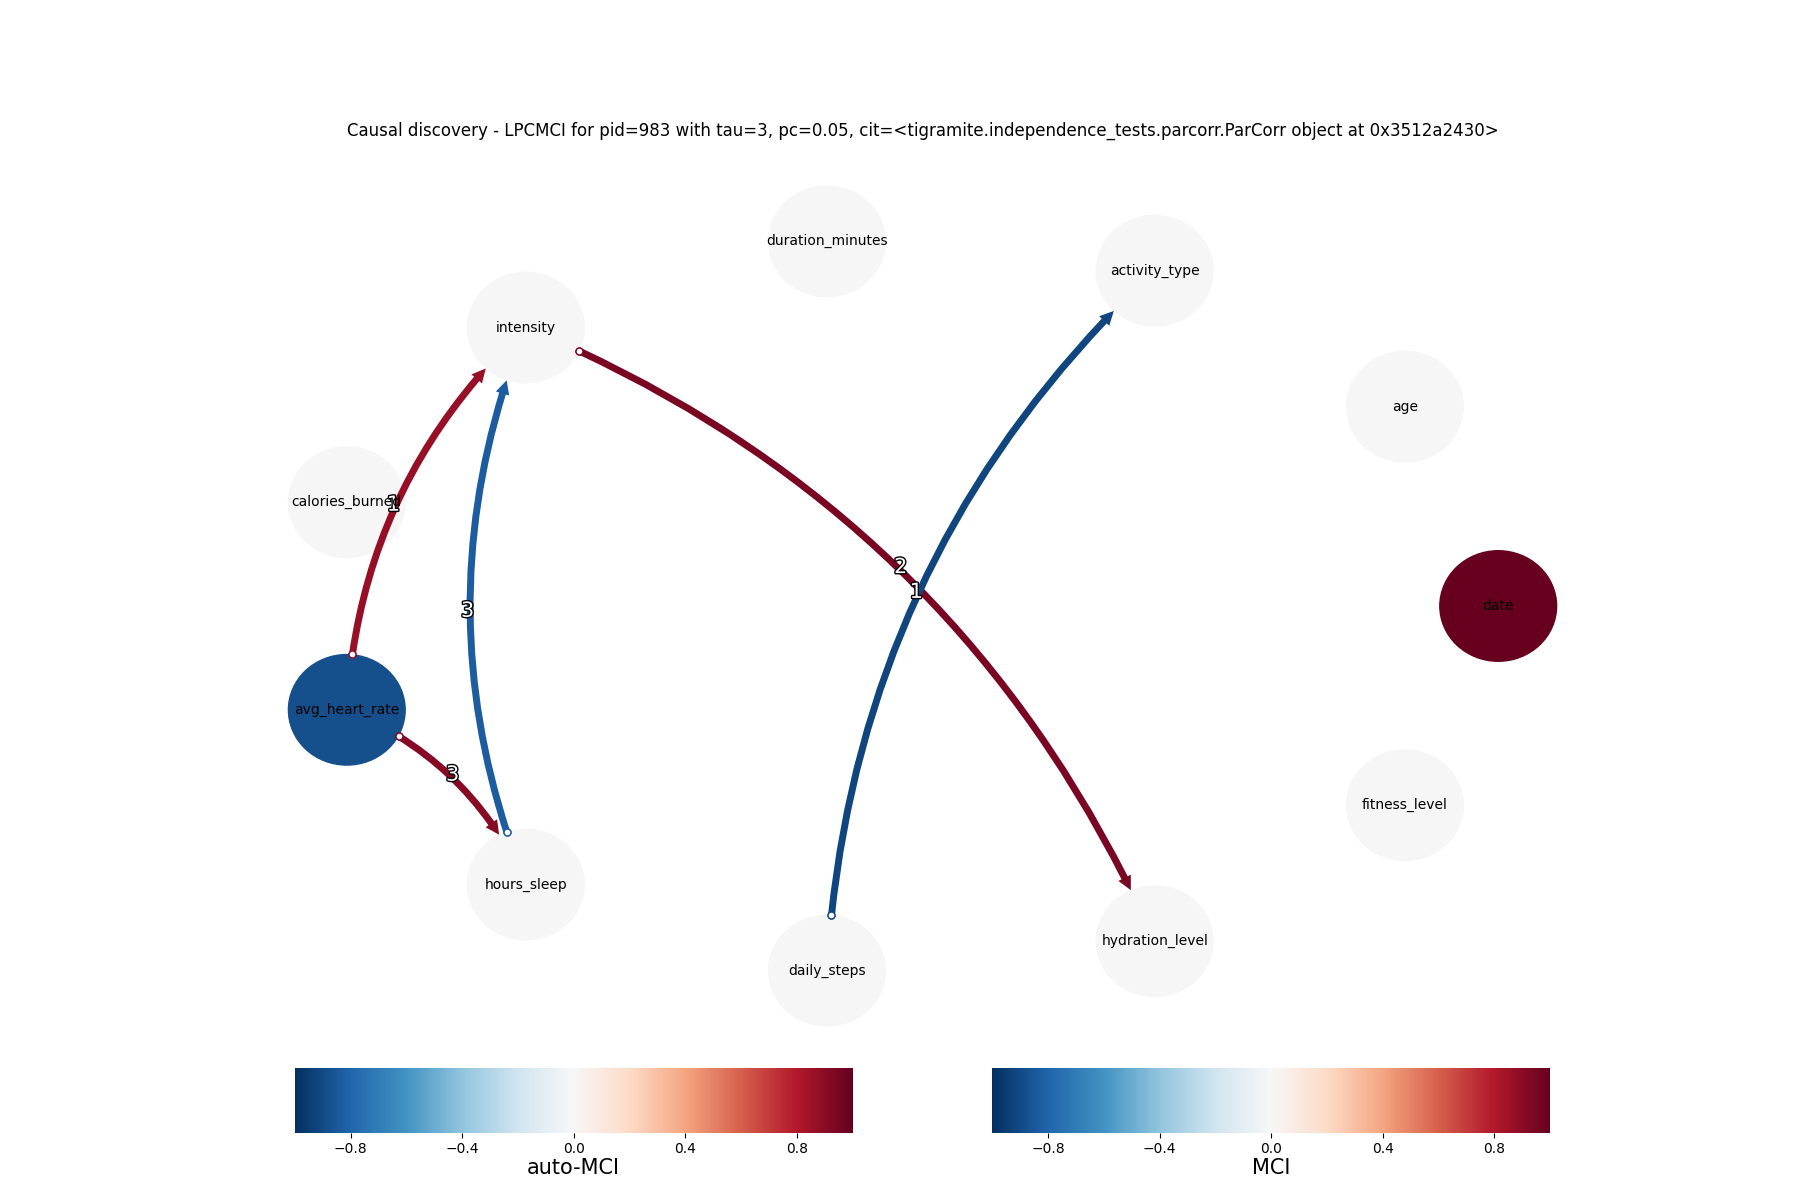 Causal discovery - LPCMCI for pid=983 with tau=3, pc=0.05, cit=<tigramite.independence_tests.parcorr.ParCorr object at 0x3512a2430>
duration_minutes
activity_type
intensity
age
calories_burned
1
2
1
date
3
avg_heart_rate
3
fitness_level
hours_sleep
hydration_level
daily_steps
−0.8 −0.4 0.0 0.4 0.8
auto-MCI
−0.8 −0.4 0.0 0.4 0.8
MCI